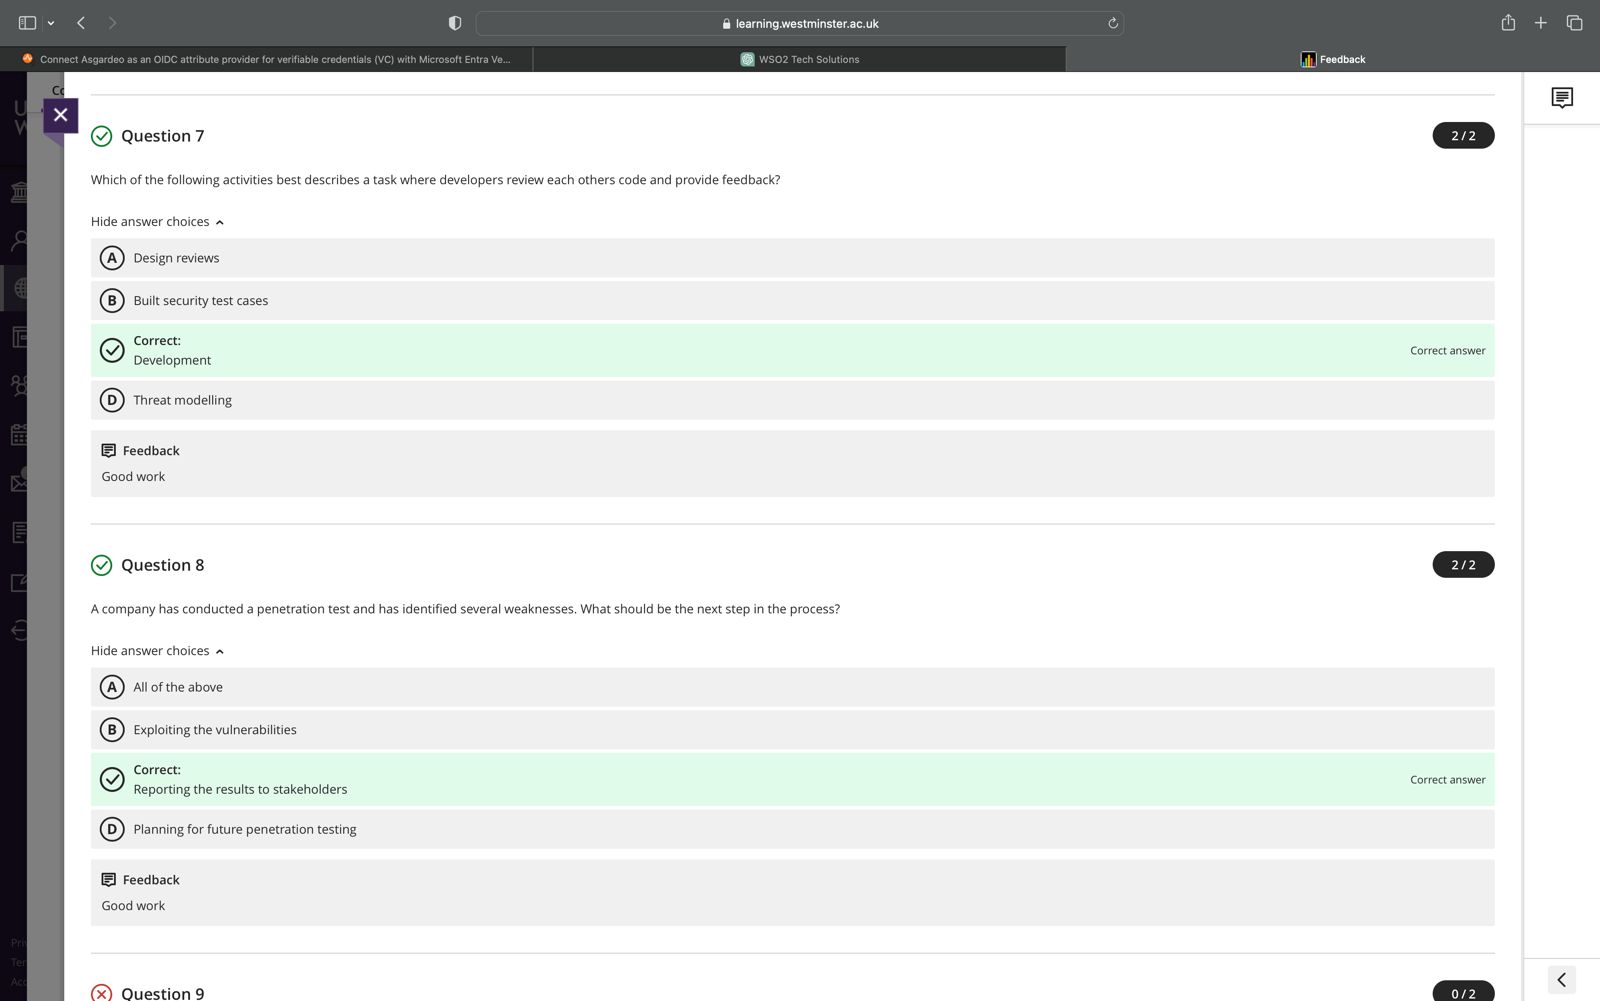 learning.westminster.ac.uk
Connect Asgardeo as an OIDC attribute provider for verifiable credentials (VC) with Microsoft Entra Ve...
WSO2 Tech Solutions
Feedback
Question 7
2 / 2
Which of the following activities best describes a task where developers review each others code and provide feedback?
Hide answer choices
A Design reviews
B Built security test cases
Correct:
Development
Correct answer
D Threat modelling
Feedback
Good work
Question 8
2 / 2
A company has conducted a penetration test and has identified several weaknesses. What should be the next step in the process?
Hide answer choices
A All of the above
B Exploiting the vulnerabilities
Correct:
Reporting the results to stakeholders
Correct answer
D Planning for future penetration testing
Feedback
Good work
Question 9
0 / 2